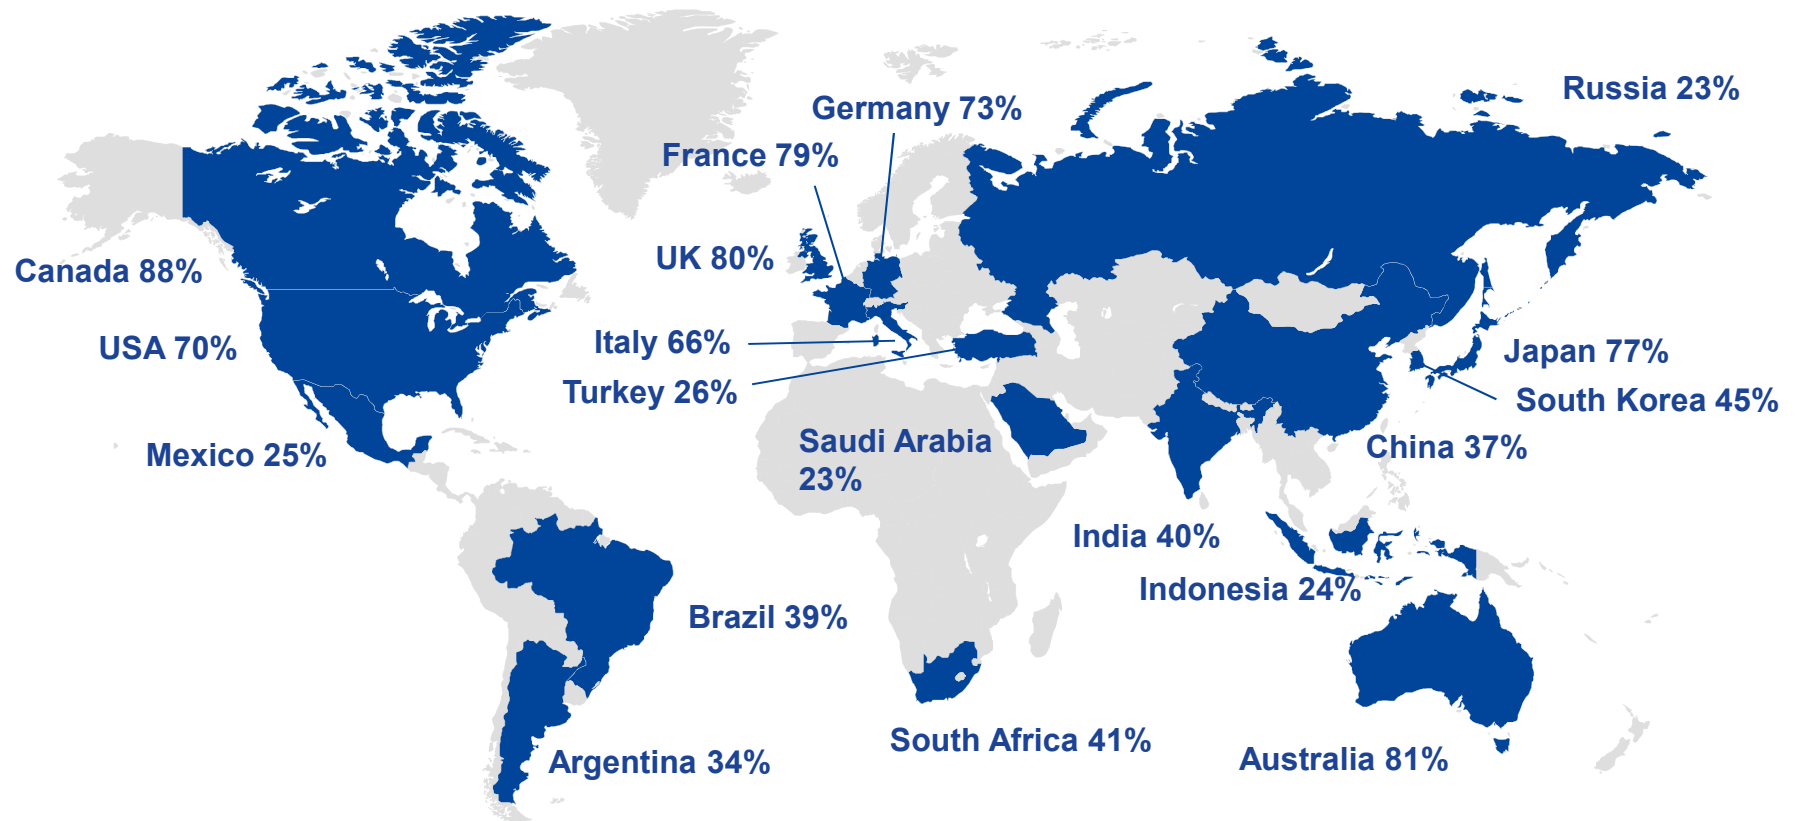 Russia 23%
Germany 73%
France 79%
UK 80%
Canada 88%
Italy 66%
USA 70%
Japan 77%
Turkey 26%
South Korea 45%
Saudi Arabia
23%
China 37%
Mexico 25%
India 40%
Indonesia 24%
Brazil 39%
South Africa 41%
Argentina 34%
Australia 81%